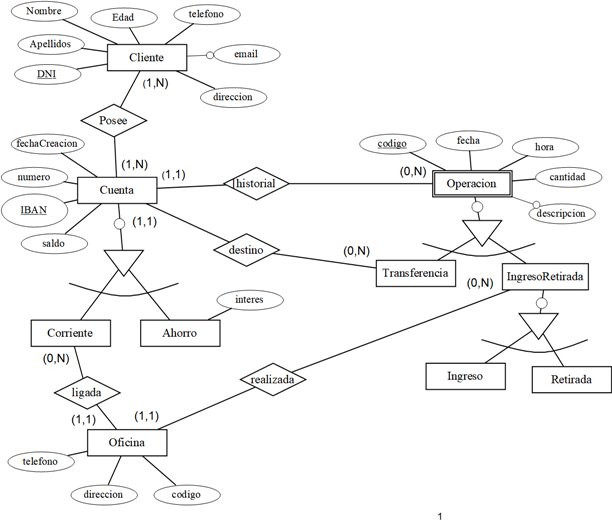 Nombre
Edad
telefono
Apellidos
Cliente
email
DNI
(1,N)
direccion
Posee
fechaCreacion
codigo
fecha
hora
(1,N)
(1,1)
(0,N)
numero
Cuenta
historial
Operacion
cantidad
IBAN
(1,1)
descripcion
saldo
destino
(0,N)
Transferencia
IngresoRetirada
(0,N)
interes
Corriente
Ahorro
(0,N)
realizada
Ingreso
Retirada
ligada
(1,1)
(1,1)
Oficina
telefono
direccion
codigo
1